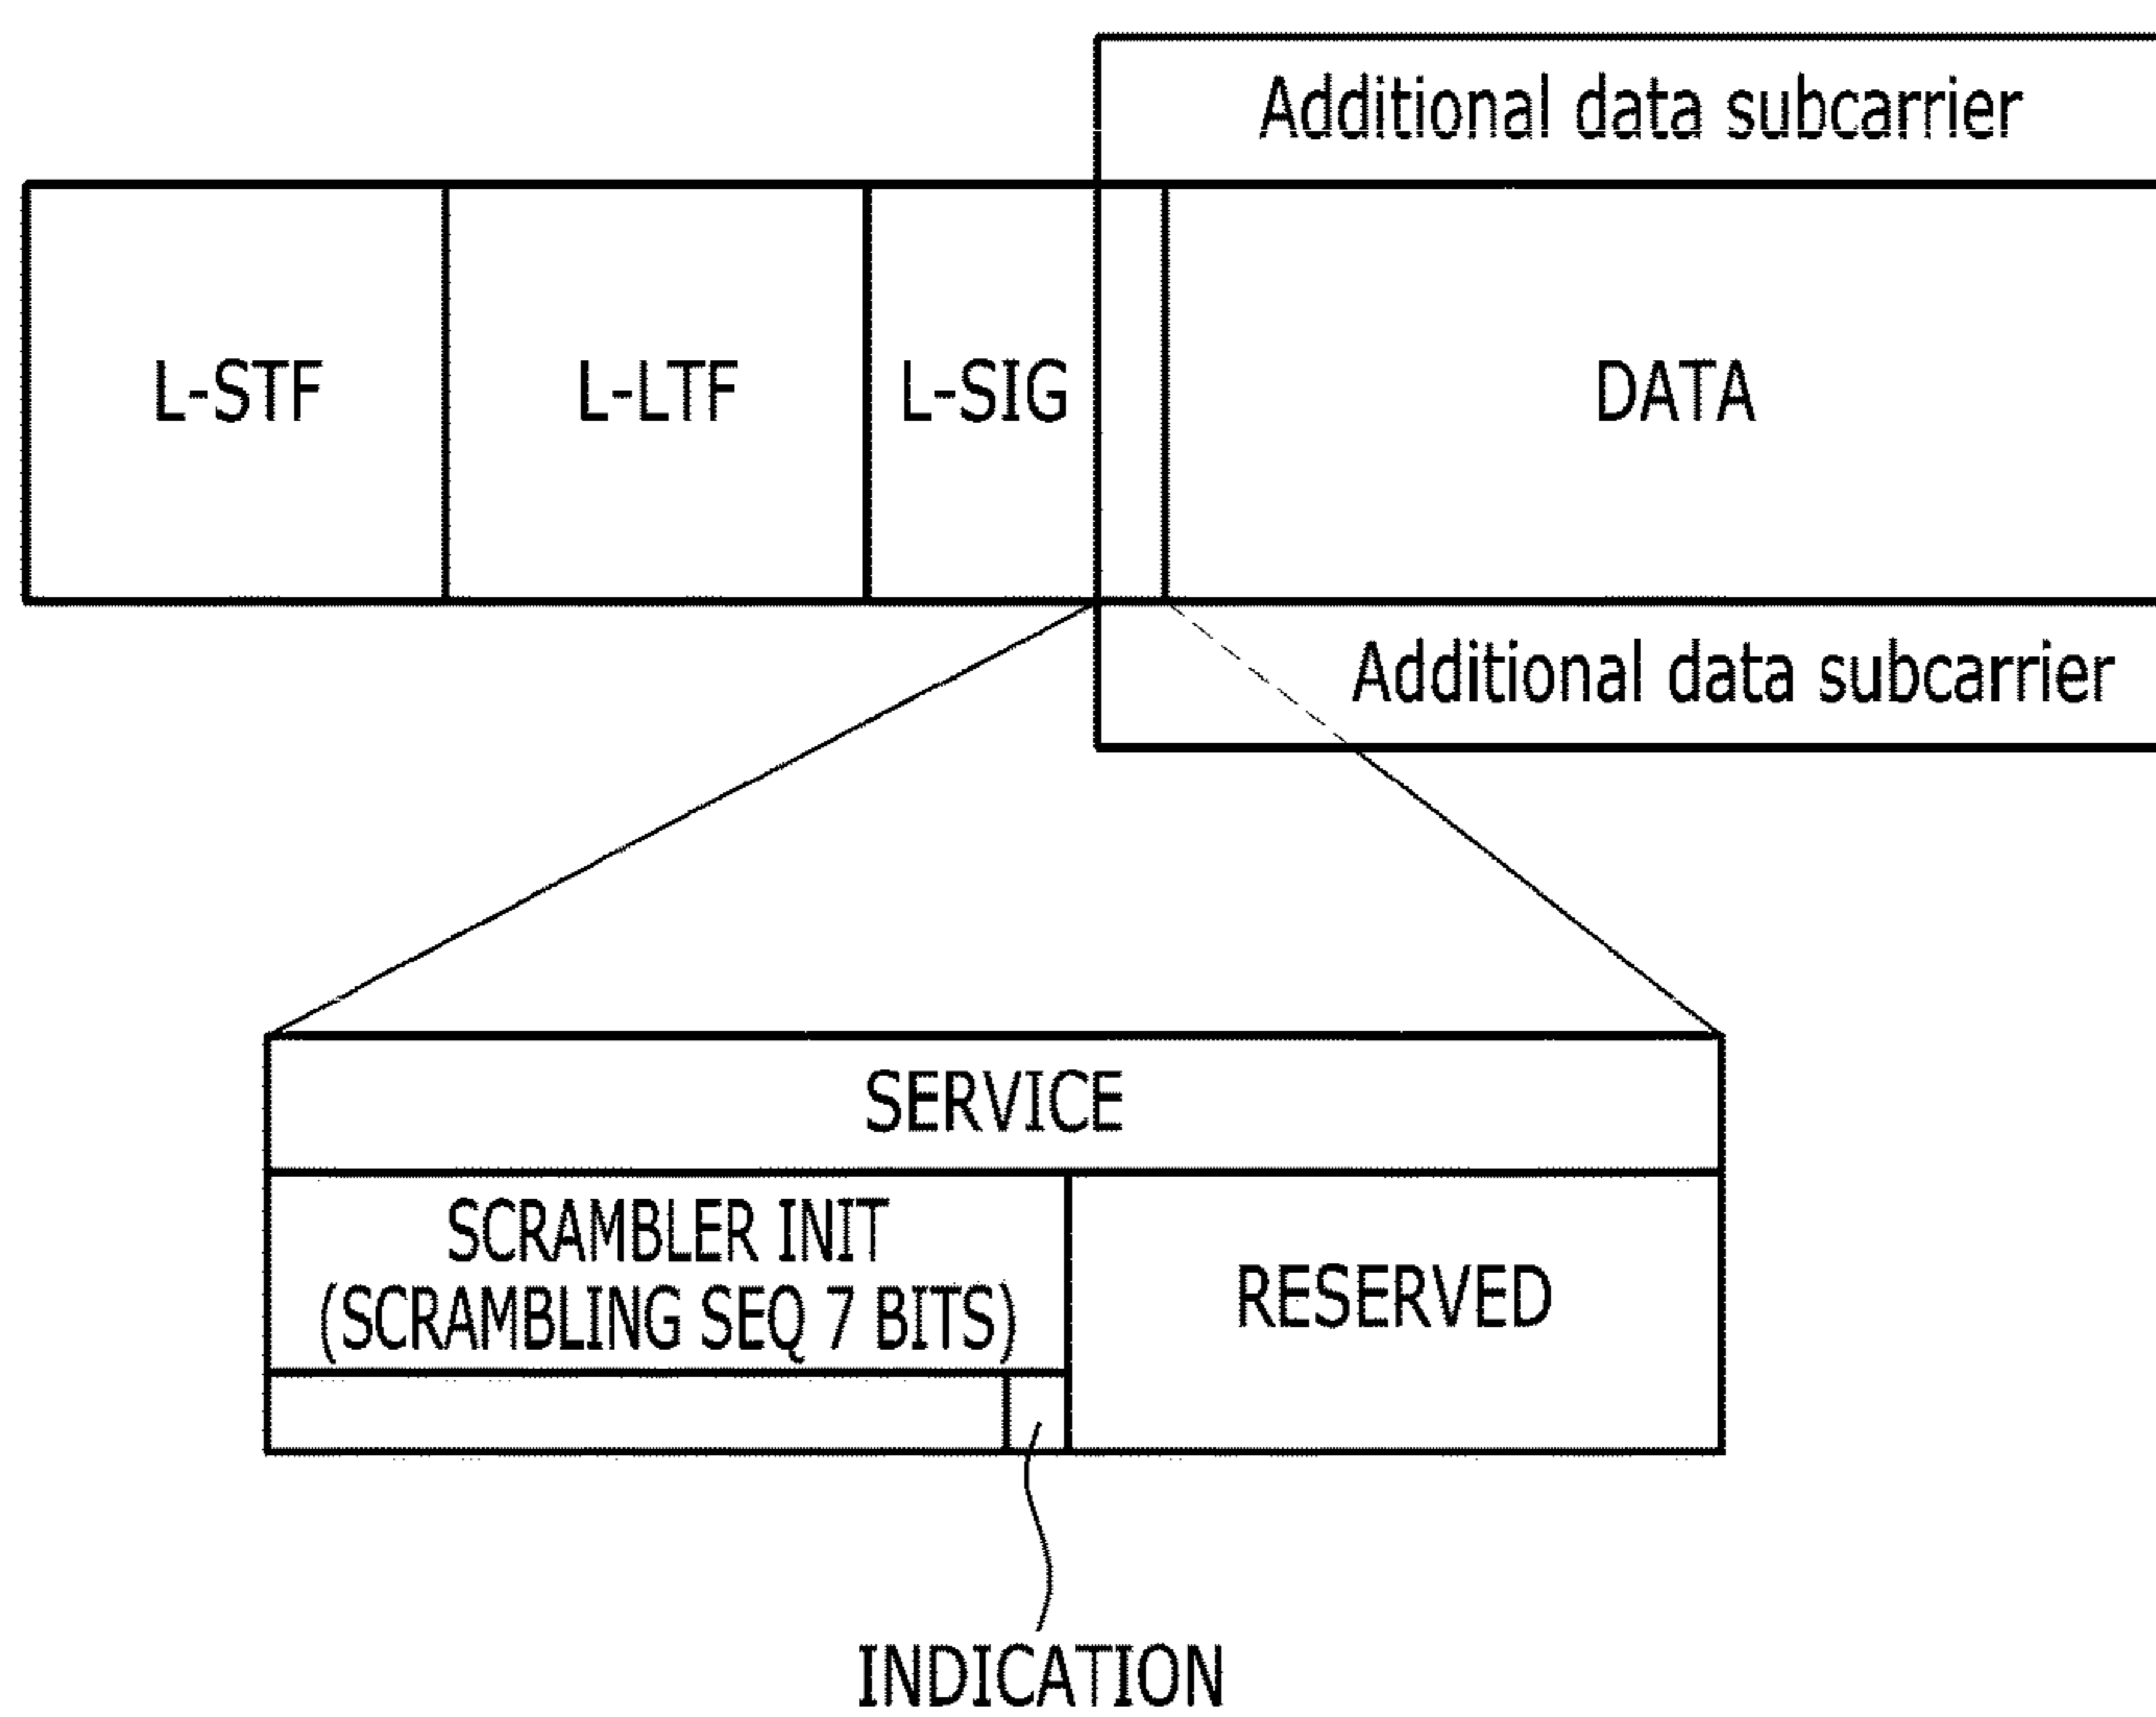 Additional data subcarrier
L-STF
L-LTF
L-SIG
DATA
Additional data subcarrier
SERVICE
SCRAMBLER INIT
(SCRAMBLING SEQ 7 BITS)
RESERVED
INDICATION